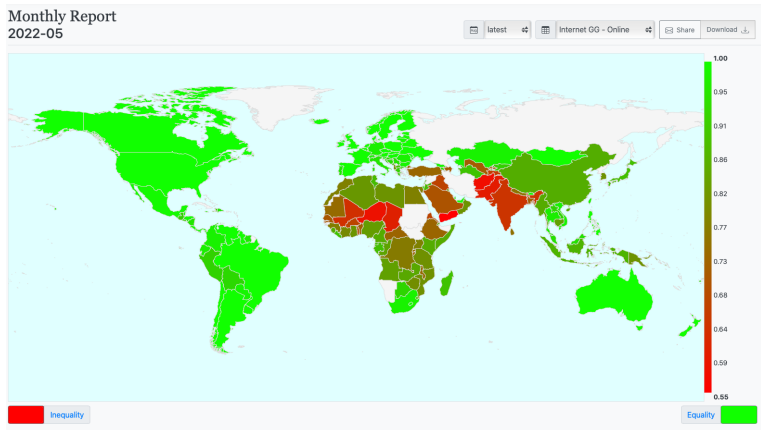 Monthly Report
2022-05
latest
Internet GG - Online
Share
Download
1.00
0.95
0.91
0.86
0.82
0.77
0.73
0.68
0.64
0.59
0.55
Inequality
Equality